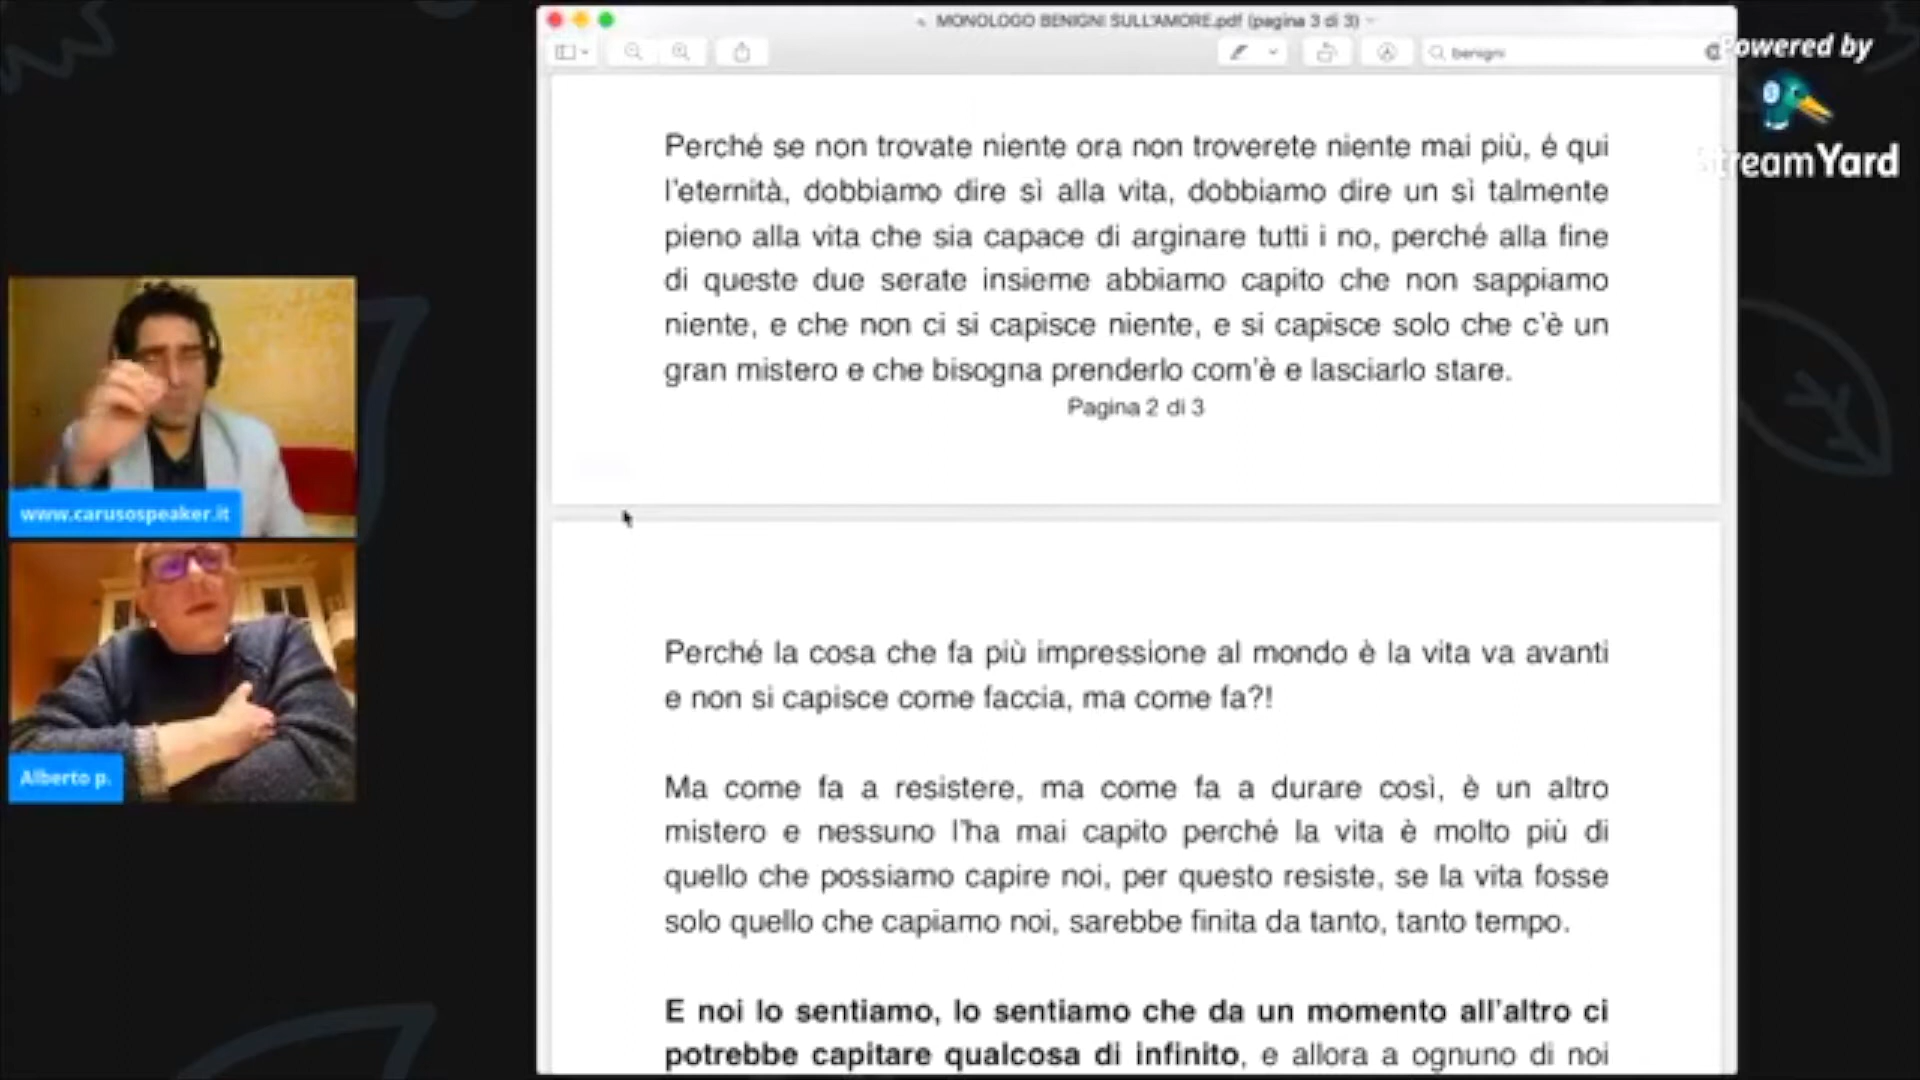 MONOLOGO BENIGNI SULL'AMORE.pdf (pagina 3 di 3)
benigni
Powered by
StreamYard
Perché se non trovate niente ora non troverete niente mai più, é qui
l'eternità, dobbiamo dire sì alla vita, dobbiamo dire un sì talmente
pieno alla vita che sia capace di arginare tutti i no, perché alla fine
di queste due serate insieme abbiamo capito che non sappiamo
niente, e che non ci si capisce niente, e si capisce solo che c'è un
gran mistero e che bisogna prenderlo com'è e lasciarlo stare.
Pagina 2 di 3
www.carusospeaker.it
Alberto p.
Perché la cosa che fa più impressione al mondo è la vita va avanti
e non si capisce come faccia, ma come fa?!
Ma come fa a resistere, ma come fa a durare così, è un altro
mistero e nessuno l'ha mai capito perché la vita è molto più di
quello che possiamo capire noi, per questo resiste, se la vita fosse
solo quello che capiamo noi, sarebbe finita da tanto, tanto tempo.
E noi lo sentiamo, lo sentiamo che da un momento all'altro ci
potrebbe capitare qualcosa di infinito, e allora a ognuno di noi